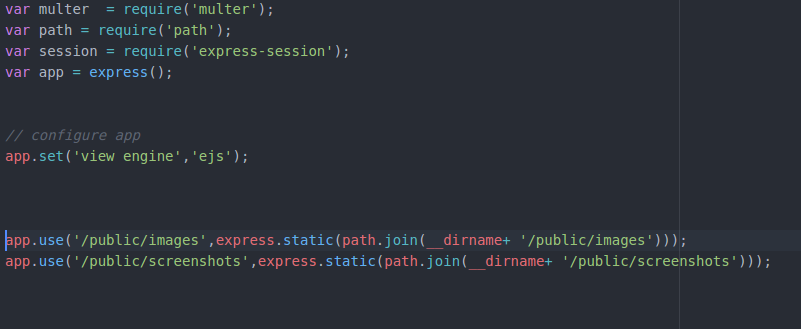 var multer  = require('multer');
var path = require('path');
var session = require('express-session');
var app = express();
// configure app
app.set('view engine','ejs');
app.use('/public/images',express.static(path.join(__dirname+ '/public/images')));
app.use('/public/screenshots',express.static(path.join(__dirname+ '/public/screenshots')));